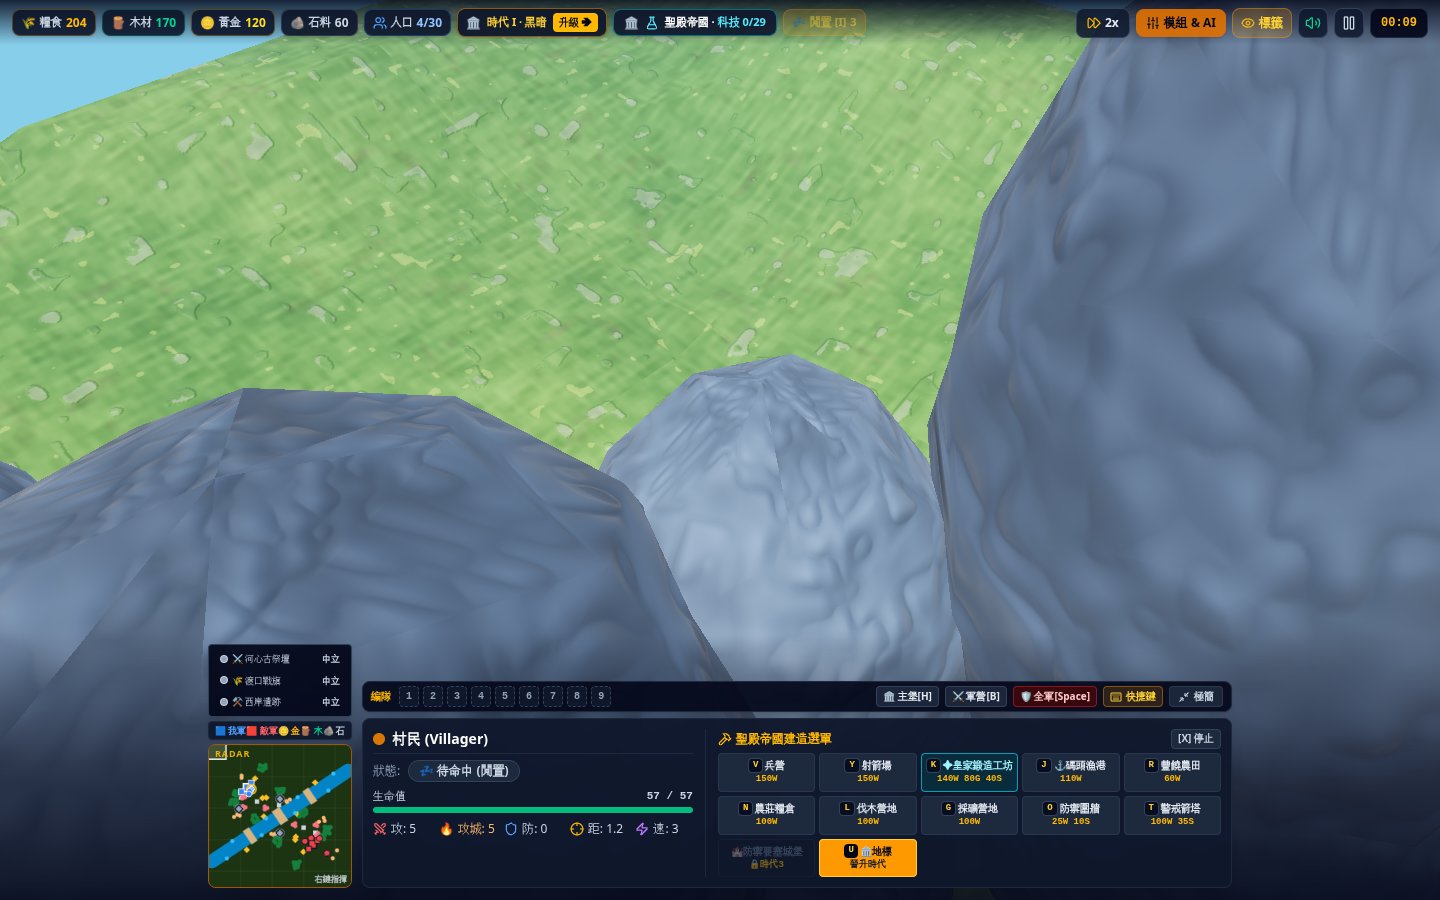 糧食 204
木材 170
黃金 120
石料 60
人口 4/30
時代 I · 黑暗 升級
聖殿帝國 · 科技 0/29
閒置 [I] 3
2x
模組 & AI
標籤
00:09
河心古祭壇 中立
渡口戰旗 中立
西岸遺跡 中立
我軍 敵軍 金 木 石
RADAR
右鍵指揮
編隊 1 2 3 4 5 6 7 8 9
主堡[H]
軍營[B]
全軍[Space]
快捷鍵
極簡
村民 (Villager)
狀態: 待命中 (閒置)
生命值 57 / 57
攻: 5 攻城: 5 防: 0 距: 1.2 速: 3
聖殿帝國建造選單
[X] 停止
V 兵營
150W
Y 射箭場
150W
K ✦皇家鍛造工坊
140W 80G 40S
J ⚓碼頭漁港
110W
R 豐饒農田
60W
N 農莊糧倉
100W
L 伐木營地
100W
G 採礦營地
100W
O 防禦圍牆
25W 10S
T 警戒箭塔
100W 35S
防禦要塞城堡
時代3
U 地標
晉升時代